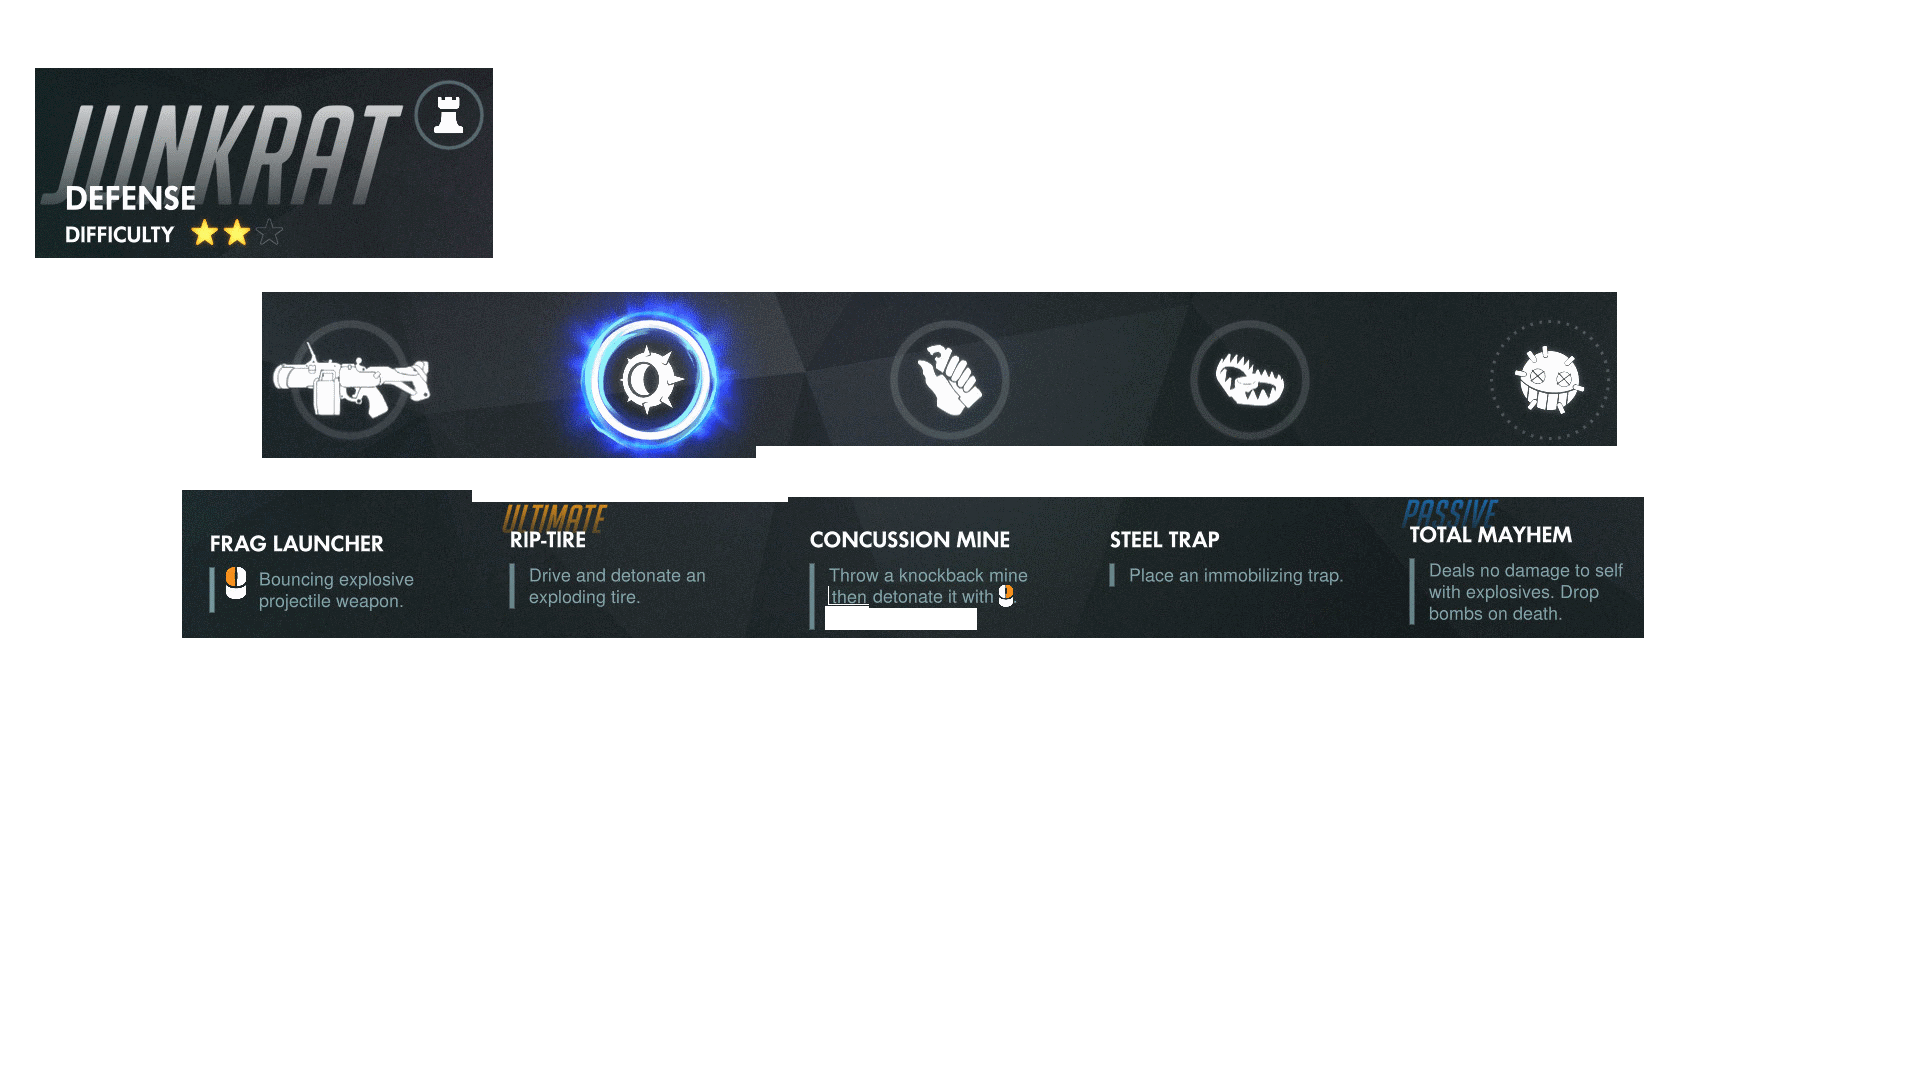 JUNKRAT
DEFENSE
DIFFICULTY
FRAG LAUNCHER
Bouncing explosive
projectile weapon.
ULTIMATE
RIP-TIRE
Drive and detonate an
exploding tire.
CONCUSSION MINE
Throw a knockback mine
then detonate it with .
STEEL TRAP
Place an immobilizing trap.
PASSIVE
TOTAL MAYHEM
Deals no damage to self
with explosives. Drop
bombs on death.